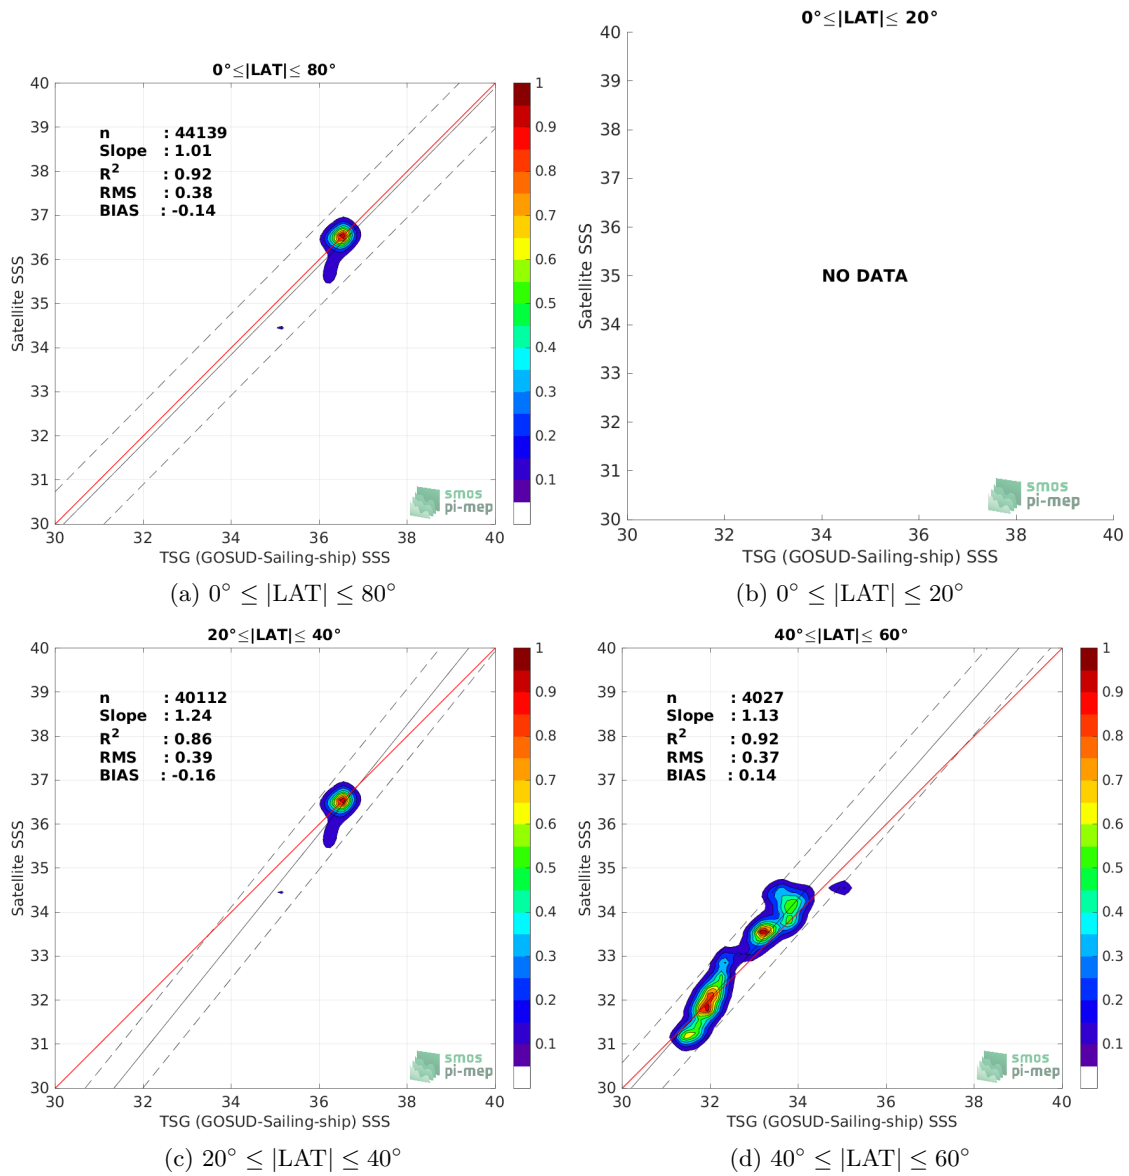 0°≤|LAT|≤ 80°
40
39
38
37
36
35
34
33
32
31
30
Satellite SSS
n : 44139
Slope : 1.01
R² : 0.92
RMS : 0.38
BIAS : -0.14
smos
pi-mep
30 32 34 36 38 40
TSG (GOSUD-Sailing-ship) SSS
1
0.9
0.8
0.7
0.6
0.5
0.4
0.3
0.2
0.1
(a) 0° ≤ |LAT| ≤ 80°
0°≤|LAT|≤ 20°
40
39
38
37
36
35
34
33
32
31
30
Satellite SSS
NO DATA
smos
pi-mep
30 32 34 36 38 40
TSG (GOSUD-Sailing-ship) SSS
(b) 0° ≤ |LAT| ≤ 20°
20°≤|LAT|≤ 40°
40
39
38
37
36
35
34
33
32
31
30
Satellite SSS
n : 40112
Slope : 1.24
R² : 0.86
RMS : 0.39
BIAS : -0.16
smos
pi-mep
30 32 34 36 38 40
TSG (GOSUD-Sailing-ship) SSS
1
0.9
0.8
0.7
0.6
0.5
0.4
0.3
0.2
0.1
(c) 20° ≤ |LAT| ≤ 40°
40°≤|LAT|≤ 60°
40
39
38
37
36
35
34
33
32
31
30
Satellite SSS
n : 4027
Slope : 1.13
R² : 0.92
RMS : 0.37
BIAS : 0.14
smos
pi-mep
30 32 34 36 38 40
TSG (GOSUD-Sailing-ship) SSS
1
0.9
0.8
0.7
0.6
0.5
0.4
0.3
0.2
0.1
(d) 40° ≤ |LAT| ≤ 60°